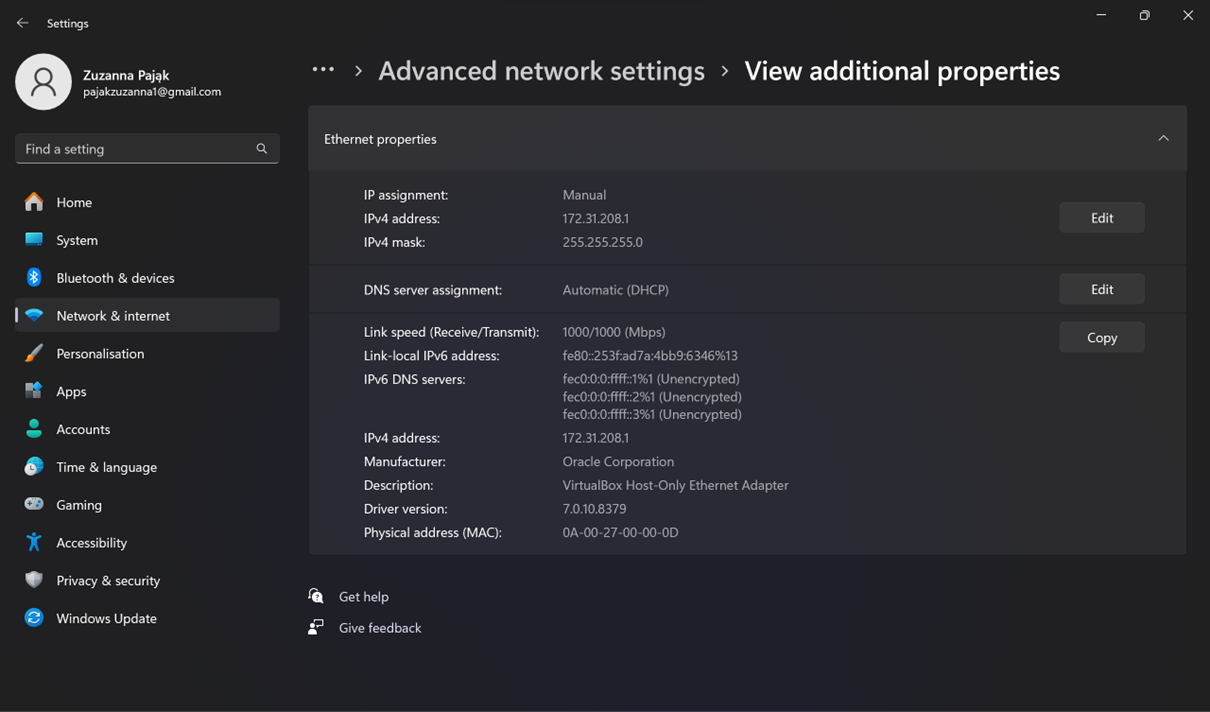 Settings
Zuzanna Pająk
pajakzuzanna1@gmail.com
Find a setting
Home
System
Bluetooth & devices
Network & internet
Personalisation
Apps
Accounts
Time & language
Gaming
Accessibility
Privacy & security
Windows Update
... > Advanced network settings > View additional properties
Ethernet properties
IP assignment: Manual
IPv4 address: 172.31.208.1
IPv4 mask: 255.255.255.0
Edit
DNS server assignment: Automatic (DHCP)
Edit
Link speed (Receive/Transmit): 1000/1000 (Mbps)
Copy
Link-local IPv6 address: fe80::253f:ad7a:4bb9:6346%13
IPv6 DNS servers: fec0:0:0:ffff::1%1 (Unencrypted)
fec0:0:0:ffff::2%1 (Unencrypted)
fec0:0:0:ffff::3%1 (Unencrypted)
IPv4 address: 172.31.208.1
Manufacturer: Oracle Corporation
Description: VirtualBox Host-Only Ethernet Adapter
Driver version: 7.0.10.8379
Physical address (MAC): 0A-00-27-00-00-0D
Get help
Give feedback